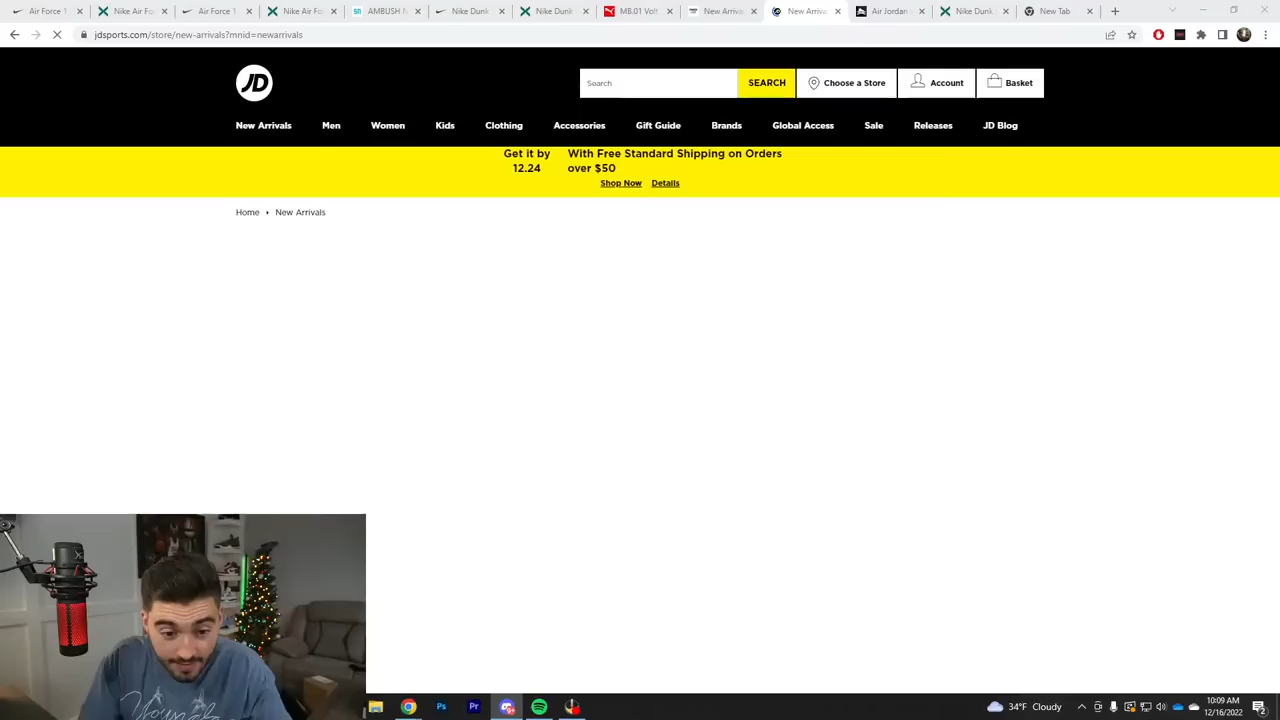 Air Force 1
Nike Air Fo
Air Force 1
Nike Air Fo
AMBUSH N
Nike Dunk
Nike Dunk
MB.01 Volt
New Arriva
New Arriva
Air Jordan
Nike Dunk
New Tab
jdsports.com/store/new-arrivals?mnid=newarrivals
JD
Search
SEARCH
Choose a Store
Account
Basket
New Arrivals
Men
Women
Kids
Clothing
Accessories
Gift Guide
Brands
Global Access
Sale
Releases
JD Blog
Get it by
12.24
With Free Standard Shipping on Orders
over $50
Shop Now
Details
Home
New Arrivals
Ps
Pr
34°F Cloudy
10:09 AM
12/16/2022